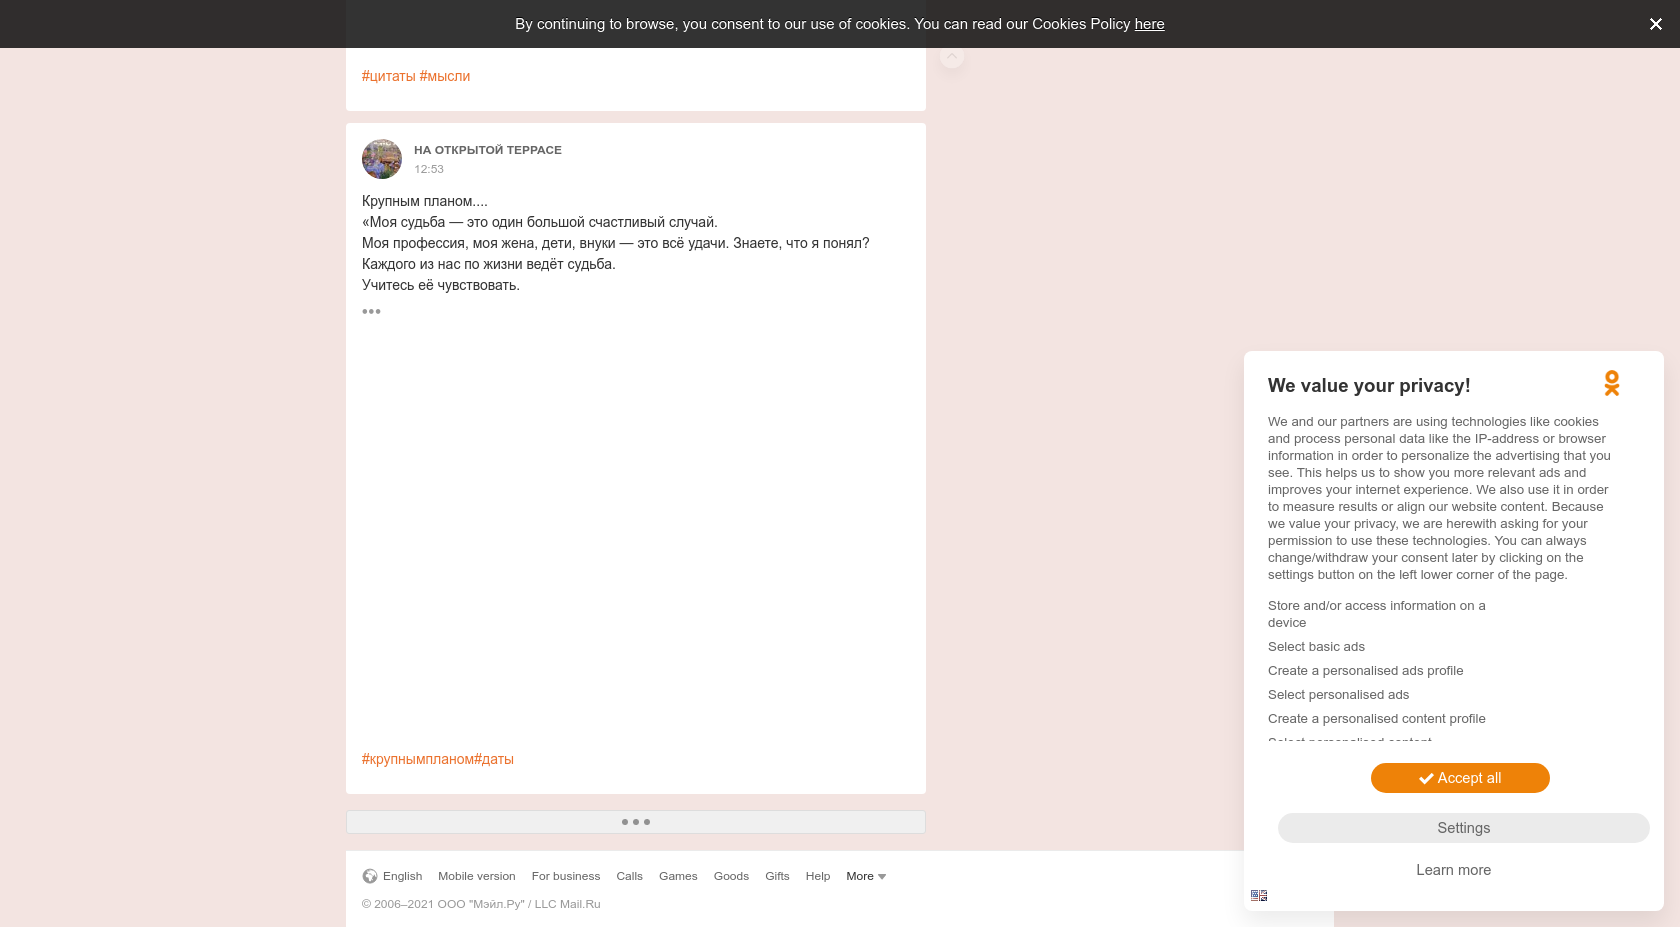 By continuing to browse, you consent to our use of cookies. You can read our Cookies Policy here
#цитаты #мысли
НА ОТКРЫТОЙ ТЕРРАСЕ
12:53
Крупным планом....
«Моя судьба — это один большой счастливый случай.
Моя профессия, моя жена, дети, внуки — это всё удачи. Знаете, что я понял?
Каждого из нас по жизни ведёт судьба.
Учитесь её чувствовать.
#крупнымпланом#даты
English Mobile version For business Calls Games Goods Gifts Help More
© 2006–2021 ООО "Мэйл.Ру" / LLC Mail.Ru
We value your privacy!
We and our partners are using technologies like cookies
and process personal data like the IP-address or browser
information in order to personalize the advertising that you
see. This helps us to show you more relevant ads and
improves your internet experience. We also use it in order
to measure results or align our website content. Because
we value your privacy, we are herewith asking for your
permission to use these technologies. You can always
change/withdraw your consent later by clicking on the
settings button on the left lower corner of the page.
Store and/or access information on a
device
Select basic ads
Create a personalised ads profile
Select personalised ads
Create a personalised content profile
Select personalised content
Accept all
Settings
Learn more